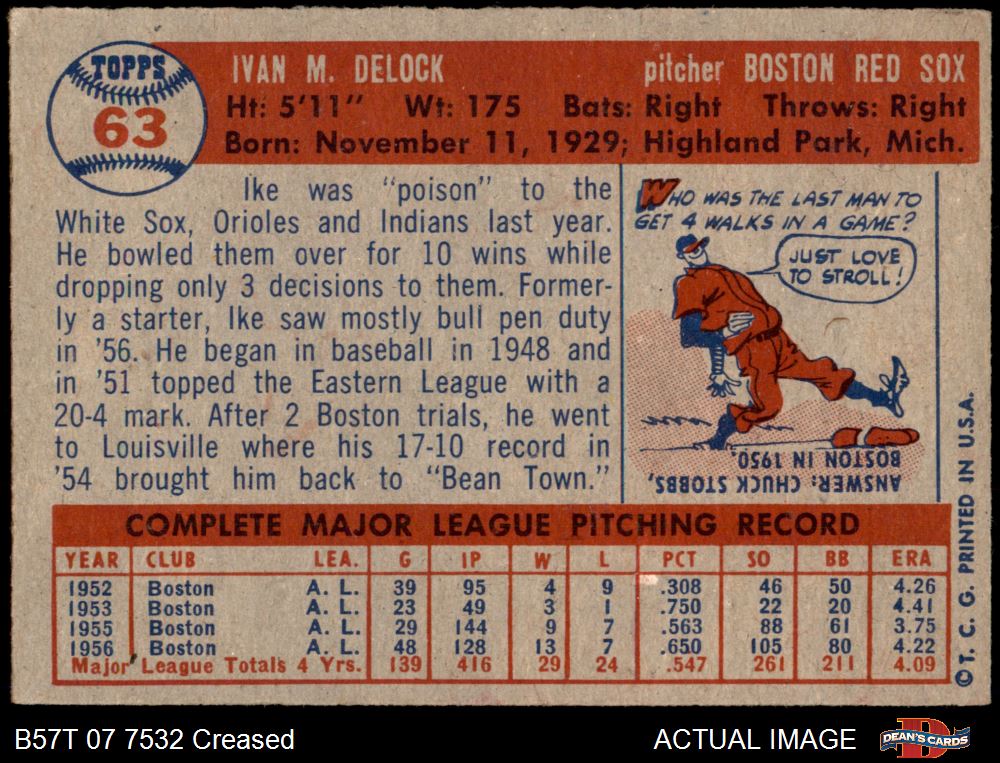 TOPPS
63
IVAN M. DELOCK pitcher BOSTON RED SOX
Ht: 5'11" Wt: 175 Bats: Right Throws: Right
Born: November 11, 1929; Highland Park, Mich.
Ike was "poison" to the
White Sox, Orioles and Indians last year.
He bowled them over for 10 wins while
dropping only 3 decisions to them. Former-
ly a starter, Ike saw mostly bull pen duty
in '56. He began in baseball in 1948 and
in '51 topped the Eastern League with a
20-4 mark. After 2 Boston trials, he went
to Louisville where his 17-10 record in
'54 brought him back to "Bean Town."
WHO WAS THE LAST MAN TO
GET 4 WALKS IN A GAME?
JUST LOVE
TO STROLL!
ANSWER: CHUCK STOBBS,
BOSTON IN 1950.
COMPLETE MAJOR LEAGUE PITCHING RECORD
YEAR CLUB LEA. G IP W L PCT SO BB ERA
1952 Boston A. L. 39 95 4 9 .308 46 50 4.26
1953 Boston A. L. 23 49 3 1 .750 22 20 4.41
1955 Boston A. L. 29 144 9 7 .563 88 61 3.75
1956 Boston A. L. 48 128 13 7 .650 105 80 4.22
Major League Totals 4 Yrs. 139 416 29 24 .547 261 211 4.09
©T. C. G. PRINTED IN U.S.A.
B57T 07 7532 Creased ACTUAL IMAGE
DEAN'S CARDS